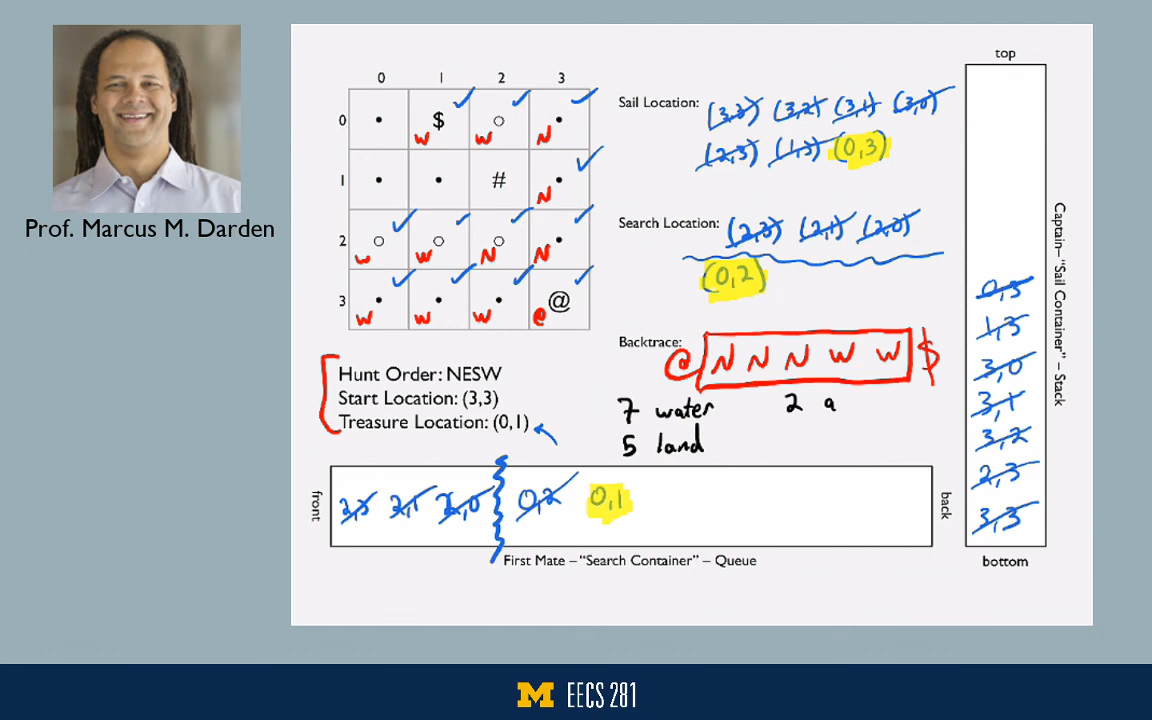 Prof. Marcus M. Darden
0 1 2 3
0 • $ ○ •
W W N
1 • • # •
N
2 ○ ○ ○ •
W W N N
3 • • • @
W W W @
Hunt Order: NESW
Start Location: (3,3)
Treasure Location: (0,1)
Sail Location: (3,3) (3,2) (3,1) (3,0)
(2,3) (1,3) (0,3)
Search Location: (2,1) (2,0)
(0,2)
Backtrace: @ N N N W W $
7 water 2 a
5 land
front
2,1 2,0 0,2 0,1
back
First Mate – "Search Container" – Queue
top
0,3
1,3
3,0
3,1
3,2
2,3
3,3
bottom
Captain– "Sail Container" – Stack
M EECS 281